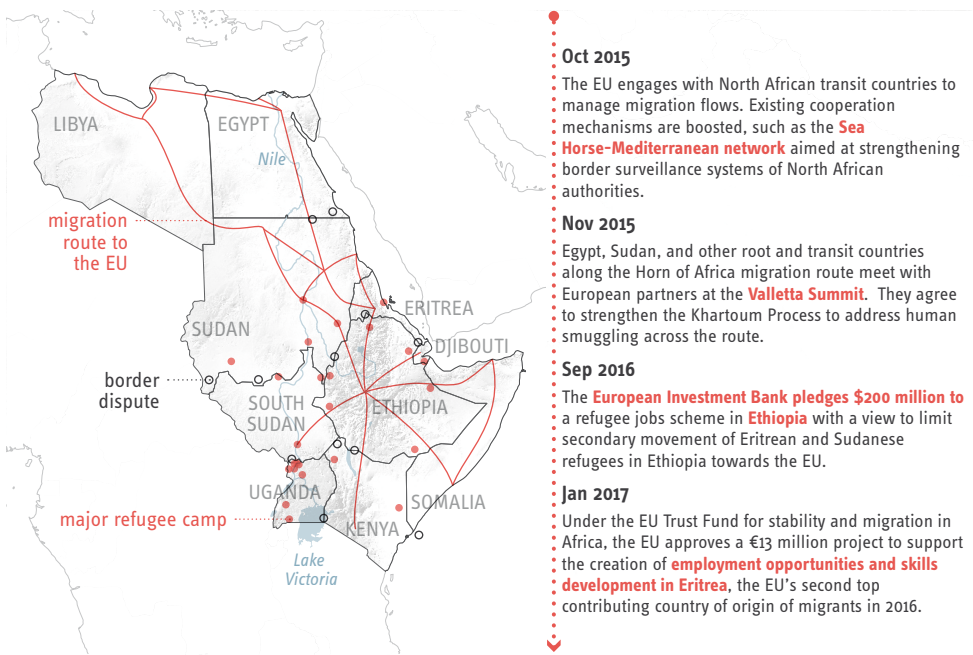 LIBYA
EGYPT
Nile
migration
route to
the EU
SUDAN
ERITREA
DJIBOUTI
border
dispute
SOUTH
SUDAN
ETHIOPIA
UGANDA
SOMALIA
major refugee camp
KENYA
Lake
Victoria
Oct 2015
The EU engages with North African transit countries to
manage migration flows. Existing cooperation
mechanisms are boosted, such as the Sea
Horse-Mediterranean network aimed at strengthening
border surveillance systems of North African
authorities.
Nov 2015
Egypt, Sudan, and other root and transit countries
along the Horn of Africa migration route meet with
European partners at the Valletta Summit. They agree
to strengthen the Khartoum Process to address human
smuggling across the route.
Sep 2016
The European Investment Bank pledges $200 million to
a refugee jobs scheme in Ethiopia with a view to limit
secondary movement of Eritrean and Sudanese
refugees in Ethiopia towards the EU.
Jan 2017
Under the EU Trust Fund for stability and migration in
Africa, the EU approves a €13 million project to support
the creation of employment opportunities and skills
development in Eritrea, the EU's second top
contributing country of origin of migrants in 2016.